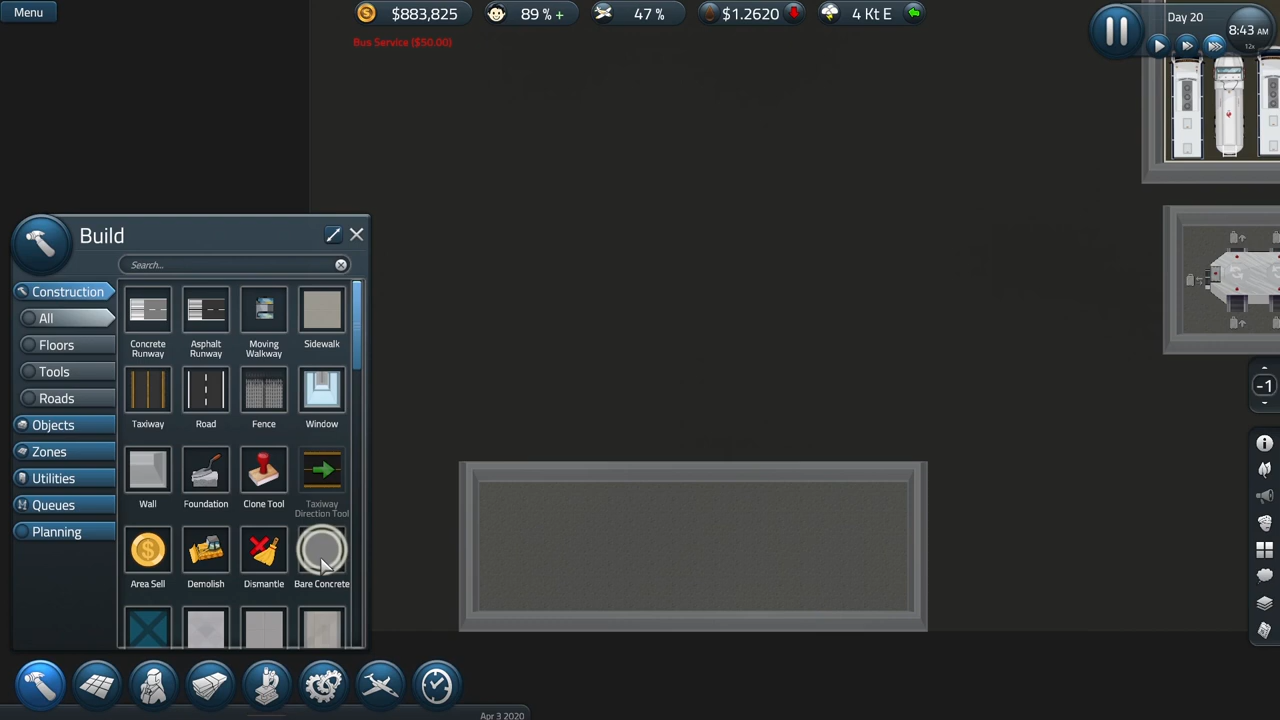 Menu
$883,825
89 % +
47 %
$1.2620
4 Kt E
Bus Service ($50.00)
Day 20
8:43 AM
12x
Build
Search...
Construction
All
Floors
Tools
Roads
Objects
Zones
Utilities
Queues
Planning
Concrete Runway
Asphalt Runway
Moving Walkway
Sidewalk
Taxiway
Road
Fence
Window
Wall
Foundation
Clone Tool
Taxiway Direction Tool
Area Sell
Demolish
Dismantle
Bare Concrete
-1
Apr 3 2020